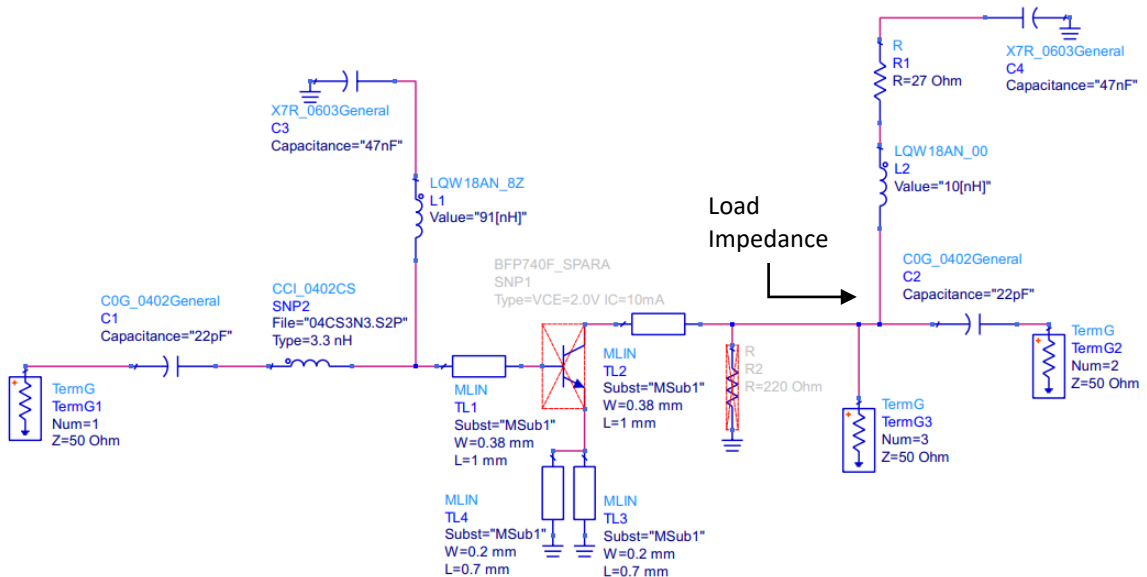 R
R1
R=27 Ohm
X7R_0603General
C4
Capacitance="47nF"
X7R_0603General
C3
Capacitance="47nF"
LQW18AN_8Z
L1
Value="91[nH]"
LQW18AN_00
L2
Value="10[nH]"
Load
Impedance
BFP740F_SPARA
SNP1
Type=VCE=2.0V IC=10mA
C0G_0402General
C2
Capacitance="22pF"
C0G_0402General
C1
Capacitance="22pF"
CCI_0402CS
SNP2
File="04CS3N3.S2P"
Type=3.3 nH
TermG
TermG1
Num=1
Z=50 Ohm
MLIN
TL1
Subst="MSub1"
W=0.38 mm
L=1 mm
MLIN
TL2
Subst="MSub1"
W=0.38 mm
L=1 mm
R
R2
R=220 Ohm
TermG
TermG2
Num=2
Z=50 Ohm
TermG
TermG3
Num=3
Z=50 Ohm
MLIN
TL4
Subst="MSub1"
W=0.2 mm
L=0.7 mm
MLIN
TL3
Subst="MSub1"
W=0.2 mm
L=0.7 mm